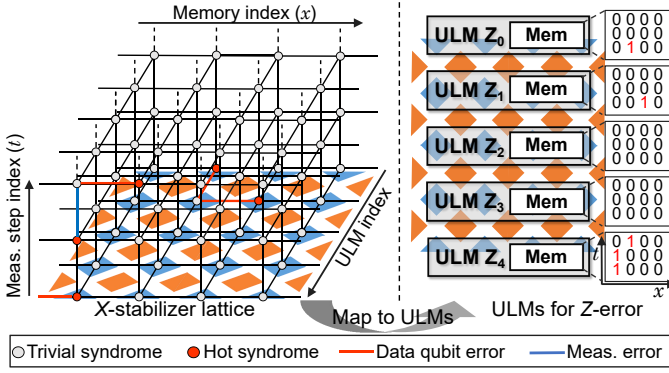 Memory index (x)
Meas. step index (t)
ULM index
X-stabilizer lattice
Map to ULMs
ULM Z0 Mem
0 0 0 0
0 0 0 0
0 1 0 0
ULM Z1 Mem
0 0 0 0
0 0 0 0
0 0 1 0
ULM Z2 Mem
0 0 0 0
0 0 0 0
0 0 0 0
ULM Z3 Mem
0 0 0 0
0 0 0 0
0 0 0 0
ULM Z4 Mem
0 1 0 0
1 0 0 0
1 0 0 0
t
x
ULMs for Z-error
Trivial syndrome Hot syndrome Data qubit error Meas. error